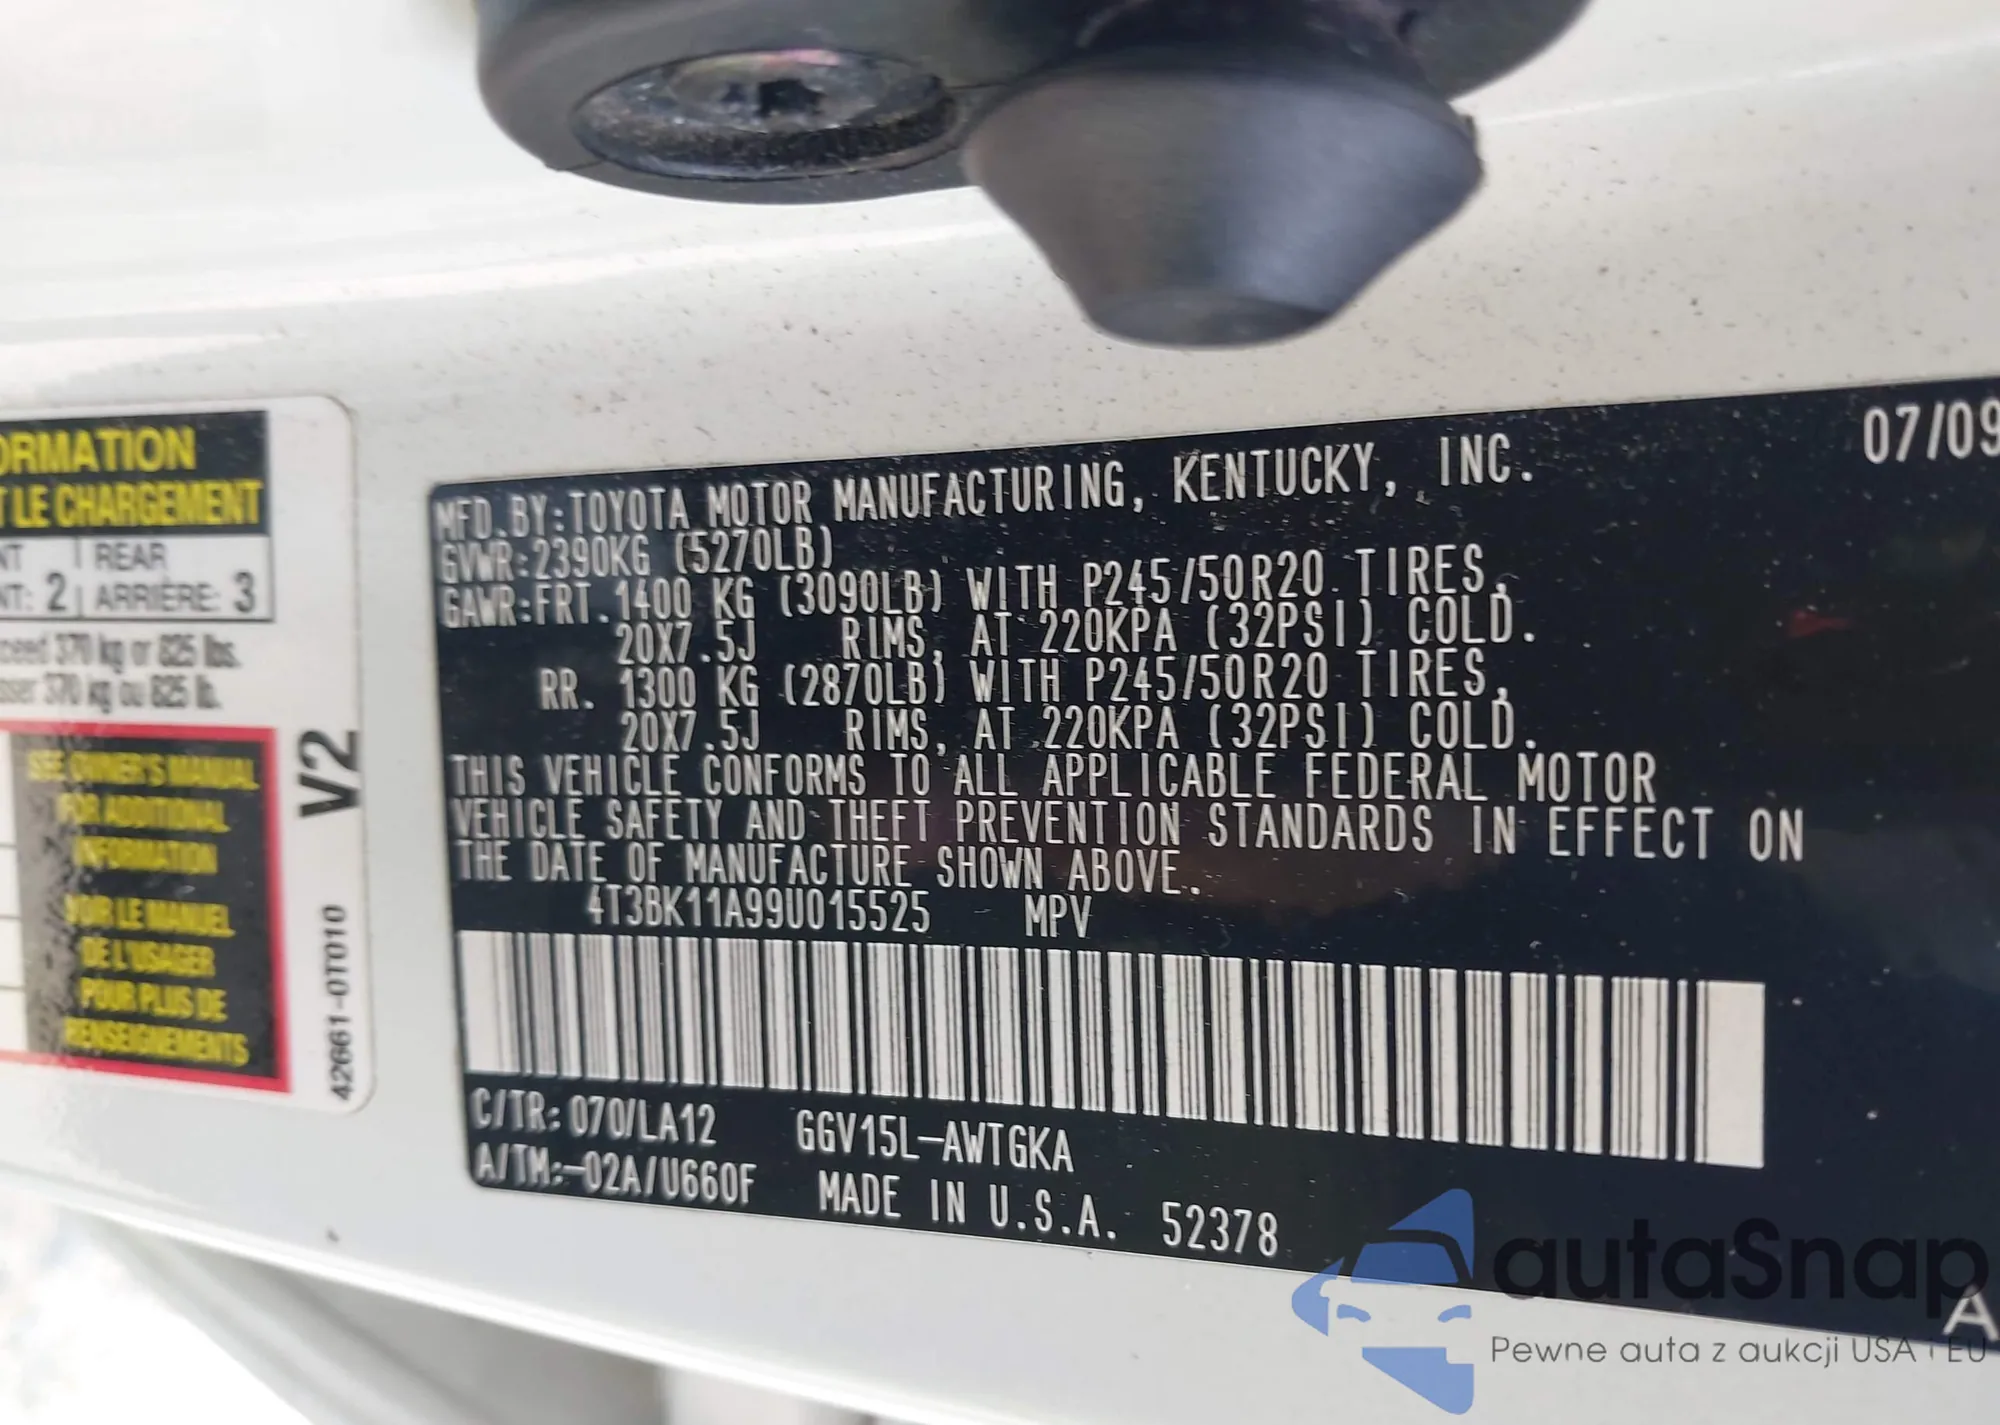 ORMATION
T LE CHARGEMENT
NT REAR
NT: 2 ARRIÈRE: 3
ceed 370 kg or 825 lbs.
sser 370 kg ou 825 lb.
SEE OWNER'S MANUAL
FOR ADDITIONAL
INFORMATION
VOIR LE MANUEL
DE L'USAGER
POUR PLUS DE
RENSEIGNEMENTS
V2
42661-0T010
07/09
MFD.BY:TOYOTA MOTOR MANUFACTURING, KENTUCKY, INC.
GVWR:2390KG (5270LB)
GAWR:FRT. 1400 KG (3090LB) WITH P245/50R20 TIRES,
20X7.5J RIMS, AT 220KPA (32PSI) COLD.
RR. 1300 KG (2870LB) WITH P245/50R20 TIRES,
20X7.5J RIMS, AT 220KPA (32PSI) COLD.
THIS VEHICLE CONFORMS TO ALL APPLICABLE FEDERAL MOTOR
VEHICLE SAFETY AND THEFT PREVENTION STANDARDS IN EFFECT ON
THE DATE OF MANUFACTURE SHOWN ABOVE.
4T3BK11A99U015525 MPV
C/TR: 070/LA12 GGV15L-AWTGKA
A/TM:-02A/U660F MADE IN U.S.A. 52378
A
autaSnap
Pewne auta z aukcji USA i EU